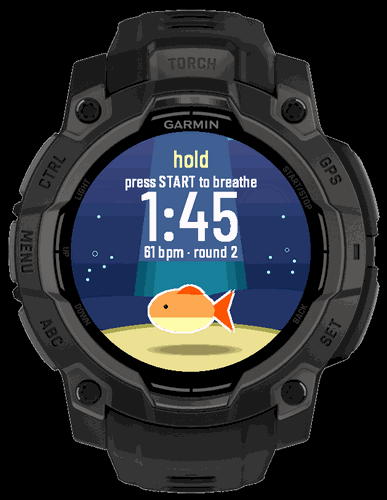 TORCH
GARMIN
CTRL
LIGHT
GPS
START/STOP
hold
press START to breathe
1:45
61 bpm · round 2
MENU
UP
ABC
DOWN
SET
BACK